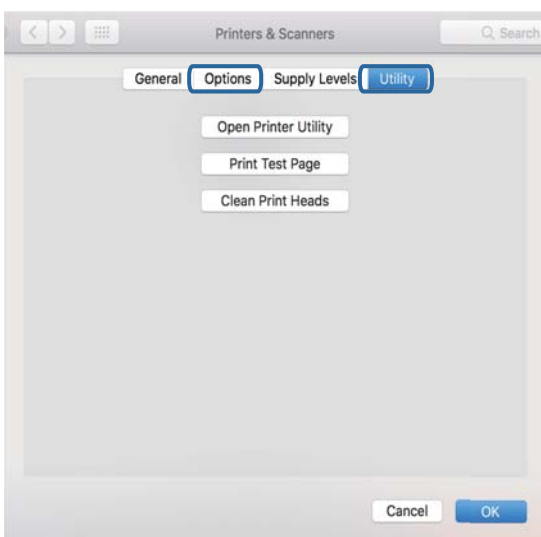 Printers & Scanners Search
General Options Supply Levels Utility
Open Printer Utility
Print Test Page
Clean Print Heads
Cancel OK